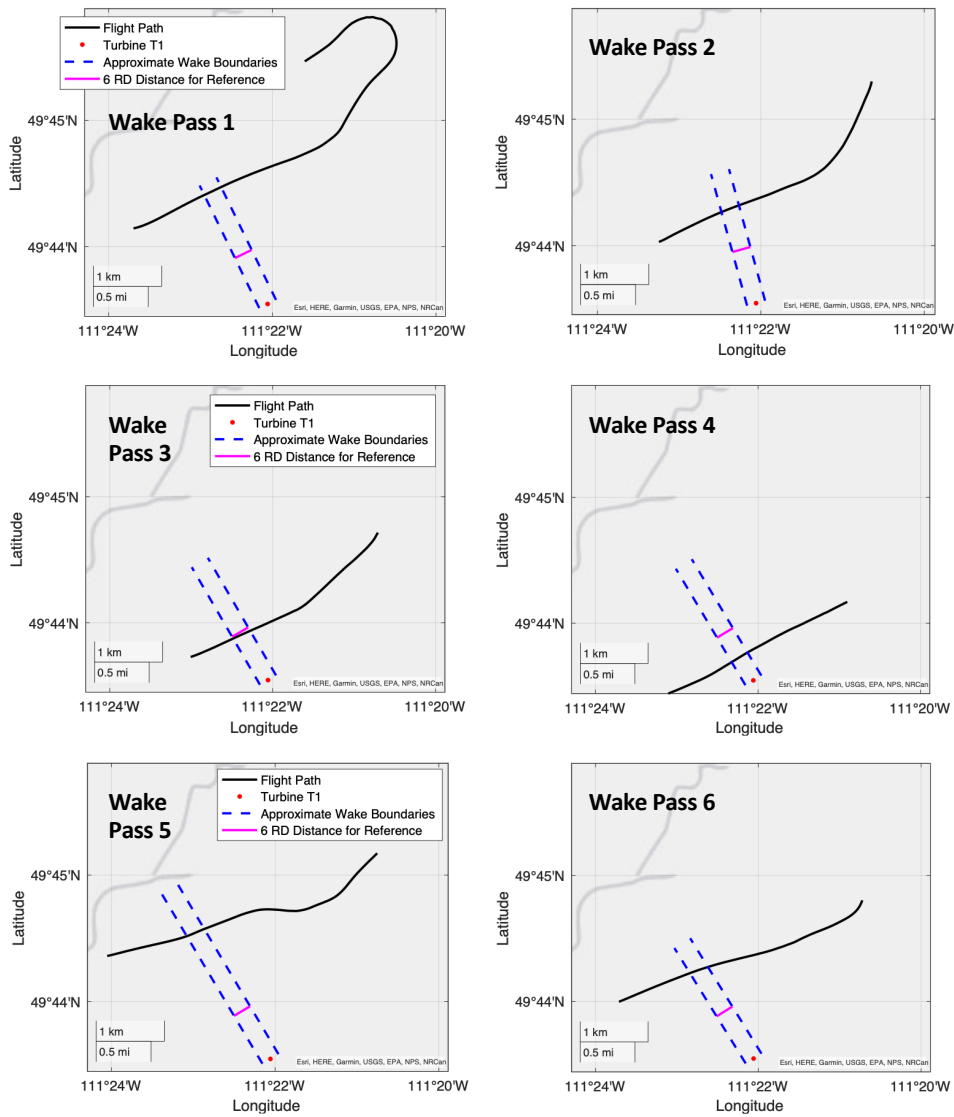 Flight Path
Turbine T1
Approximate Wake Boundaries
6 RD Distance for Reference
Wake Pass 1
49°45'N
49°44'N
Latitude
1 km
0.5 mi
Esri, HERE, Garmin, USGS, EPA, NPS, NRCan
111°24'W
111°22'W
111°20'W
Longitude
Wake Pass 2
49°45'N
49°44'N
Latitude
1 km
0.5 mi
Esri, HERE, Garmin, USGS, EPA, NPS, NRCan
111°24'W
111°22'W
111°20'W
Longitude
Wake
Pass 3
Flight Path
Turbine T1
Approximate Wake Boundaries
6 RD Distance for Reference
49°45'N
49°44'N
Latitude
1 km
0.5 mi
Esri, HERE, Garmin, USGS, EPA, NPS, NRCan
111°24'W
111°22'W
111°20'W
Longitude
Wake Pass 4
49°45'N
49°44'N
Latitude
1 km
0.5 mi
Esri, HERE, Garmin, USGS, EPA, NPS, NRCan
111°24'W
111°22'W
111°20'W
Longitude
Wake
Pass 5
Flight Path
Turbine T1
Approximate Wake Boundaries
6 RD Distance for Reference
49°45'N
49°44'N
Latitude
1 km
0.5 mi
Esri, HERE, Garmin, USGS, EPA, NPS, NRCan
111°24'W
111°22'W
111°20'W
Longitude
Wake Pass 6
49°45'N
49°44'N
Latitude
1 km
0.5 mi
Esri, HERE, Garmin, USGS, EPA, NPS, NRCan
111°24'W
111°22'W
111°20'W
Longitude